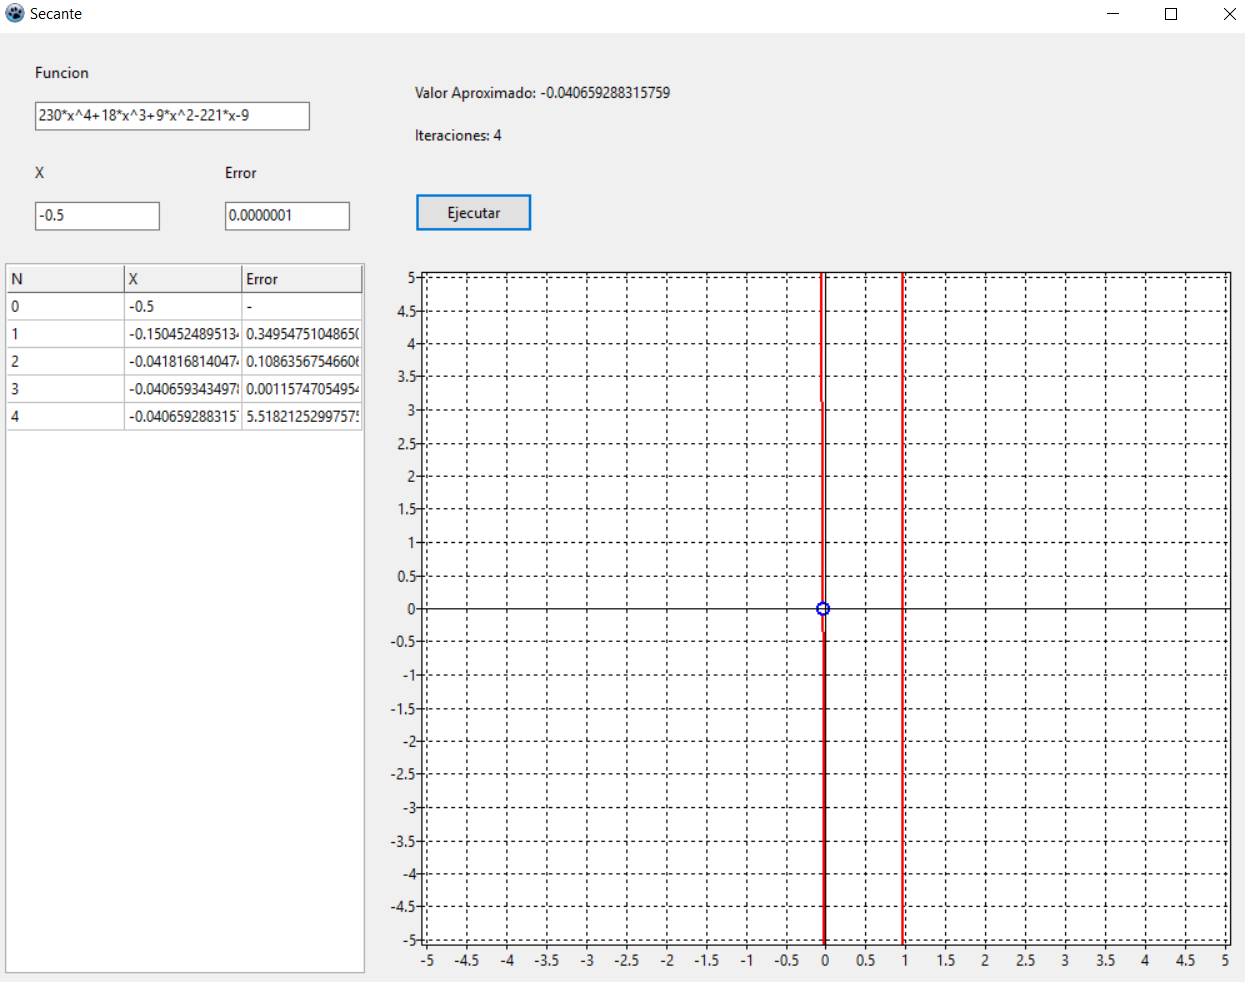 Secante
Funcion
230*x^4+18*x^3+9*x^2-221*x-9
X Error
-0.5 0.0000001
Valor Aproximado: -0.040659288315759
Iteraciones: 4
Ejecutar
N X Error
0 -0.5 -
1 -0.150452489513 0.3495475104865
2 -0.041816814047 0.1086356754660
3 -0.040659343497 0.0011574705495
4 -0.040659288315 5.5182125299757
5
4.5
4
3.5
3
2.5
2
1.5
1
0.5
0
-0.5
-1
-1.5
-2
-2.5
-3
-3.5
-4
-4.5
-5
-5 -4.5 -4 -3.5 -3 -2.5 -2 -1.5 -1 -0.5 0 0.5 1 1.5 2 2.5 3 3.5 4 4.5 5